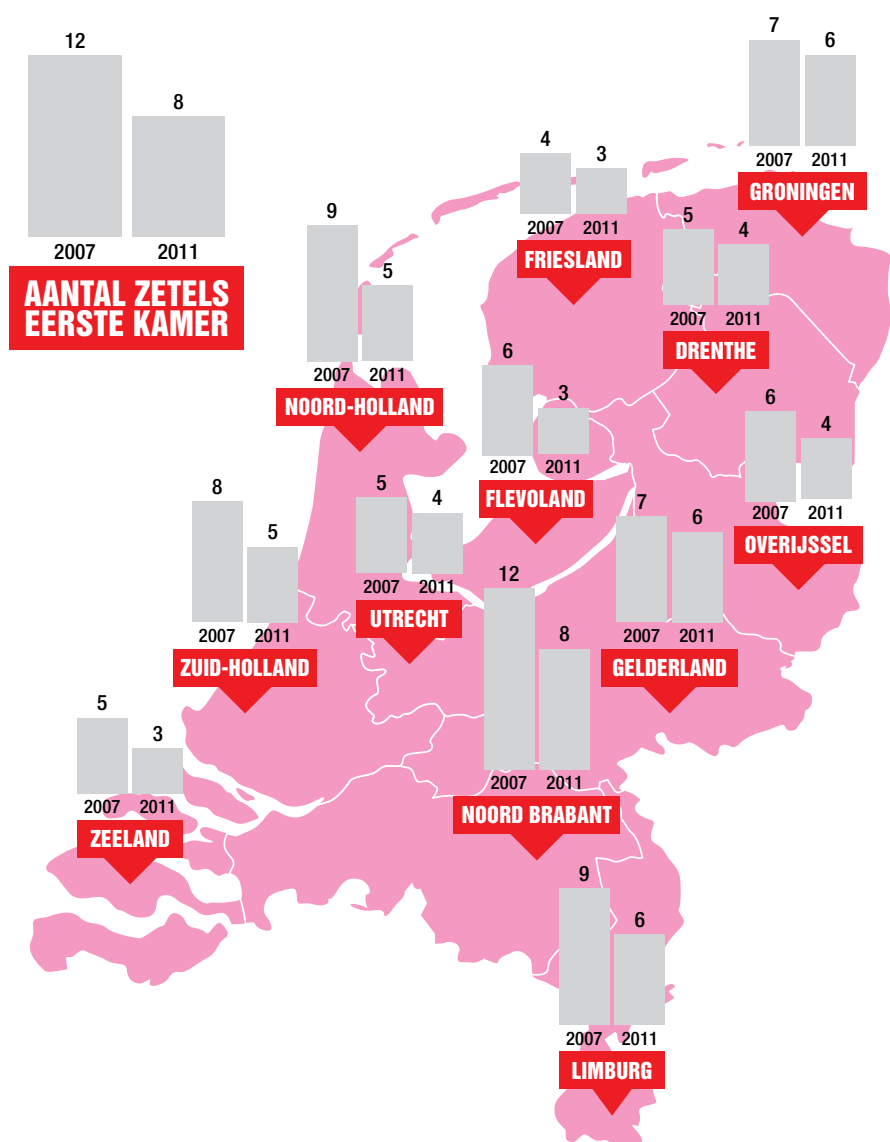 12
8
2007 2011
AANTAL ZETELS
EERSTE KAMER
7
6
2007 2011
GRONINGEN
4
3
2007 2011
FRIESLAND
5
4
2007 2011
DRENTHE
9
5
2007 2011
NOORD-HOLLAND
6
3
2007 2011
FLEVOLAND
6
4
2007 2011
OVERIJSSEL
8
5
2007 2011
ZUID-HOLLAND
5
4
2007 2011
UTRECHT
7
6
2007 2011
GELDERLAND
12
8
2007 2011
NOORD BRABANT
5
3
2007 2011
ZEELAND
9
6
2007 2011
LIMBURG